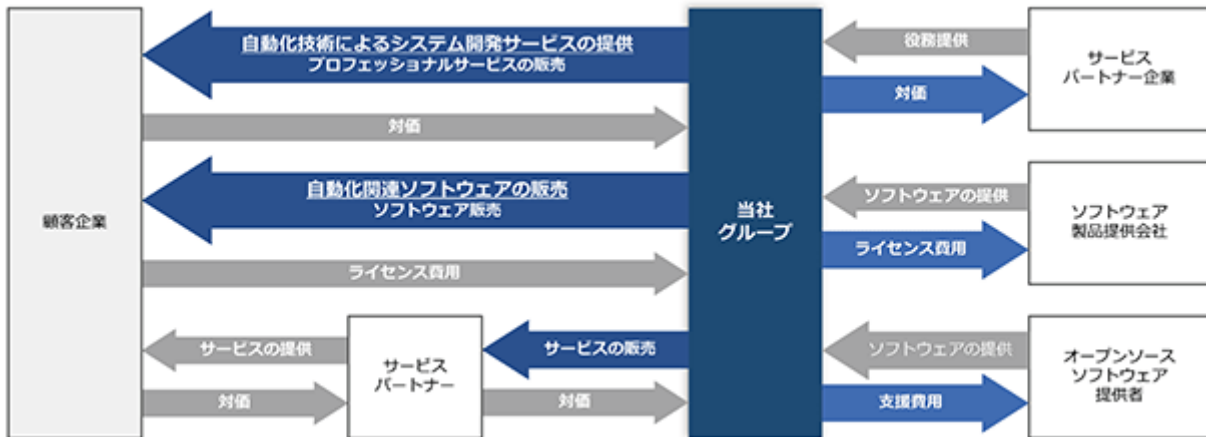 自動化技術によるシステム開発サービスの提供
プロフェッショナルサービスの販売
対価
自動化関連ソフトウェアの販売
ソフトウェア販売
ライセンス費用
顧客企業
サービスの提供
対価
サービス
パートナー
サービスの販売
対価
当社
グループ
役務提供
対価
サービス
パートナー企業
ソフトウェアの提供
ライセンス費用
ソフトウェア
製品提供会社
ソフトウェアの提供
支援費用
オープンソース
ソフトウェア
提供者